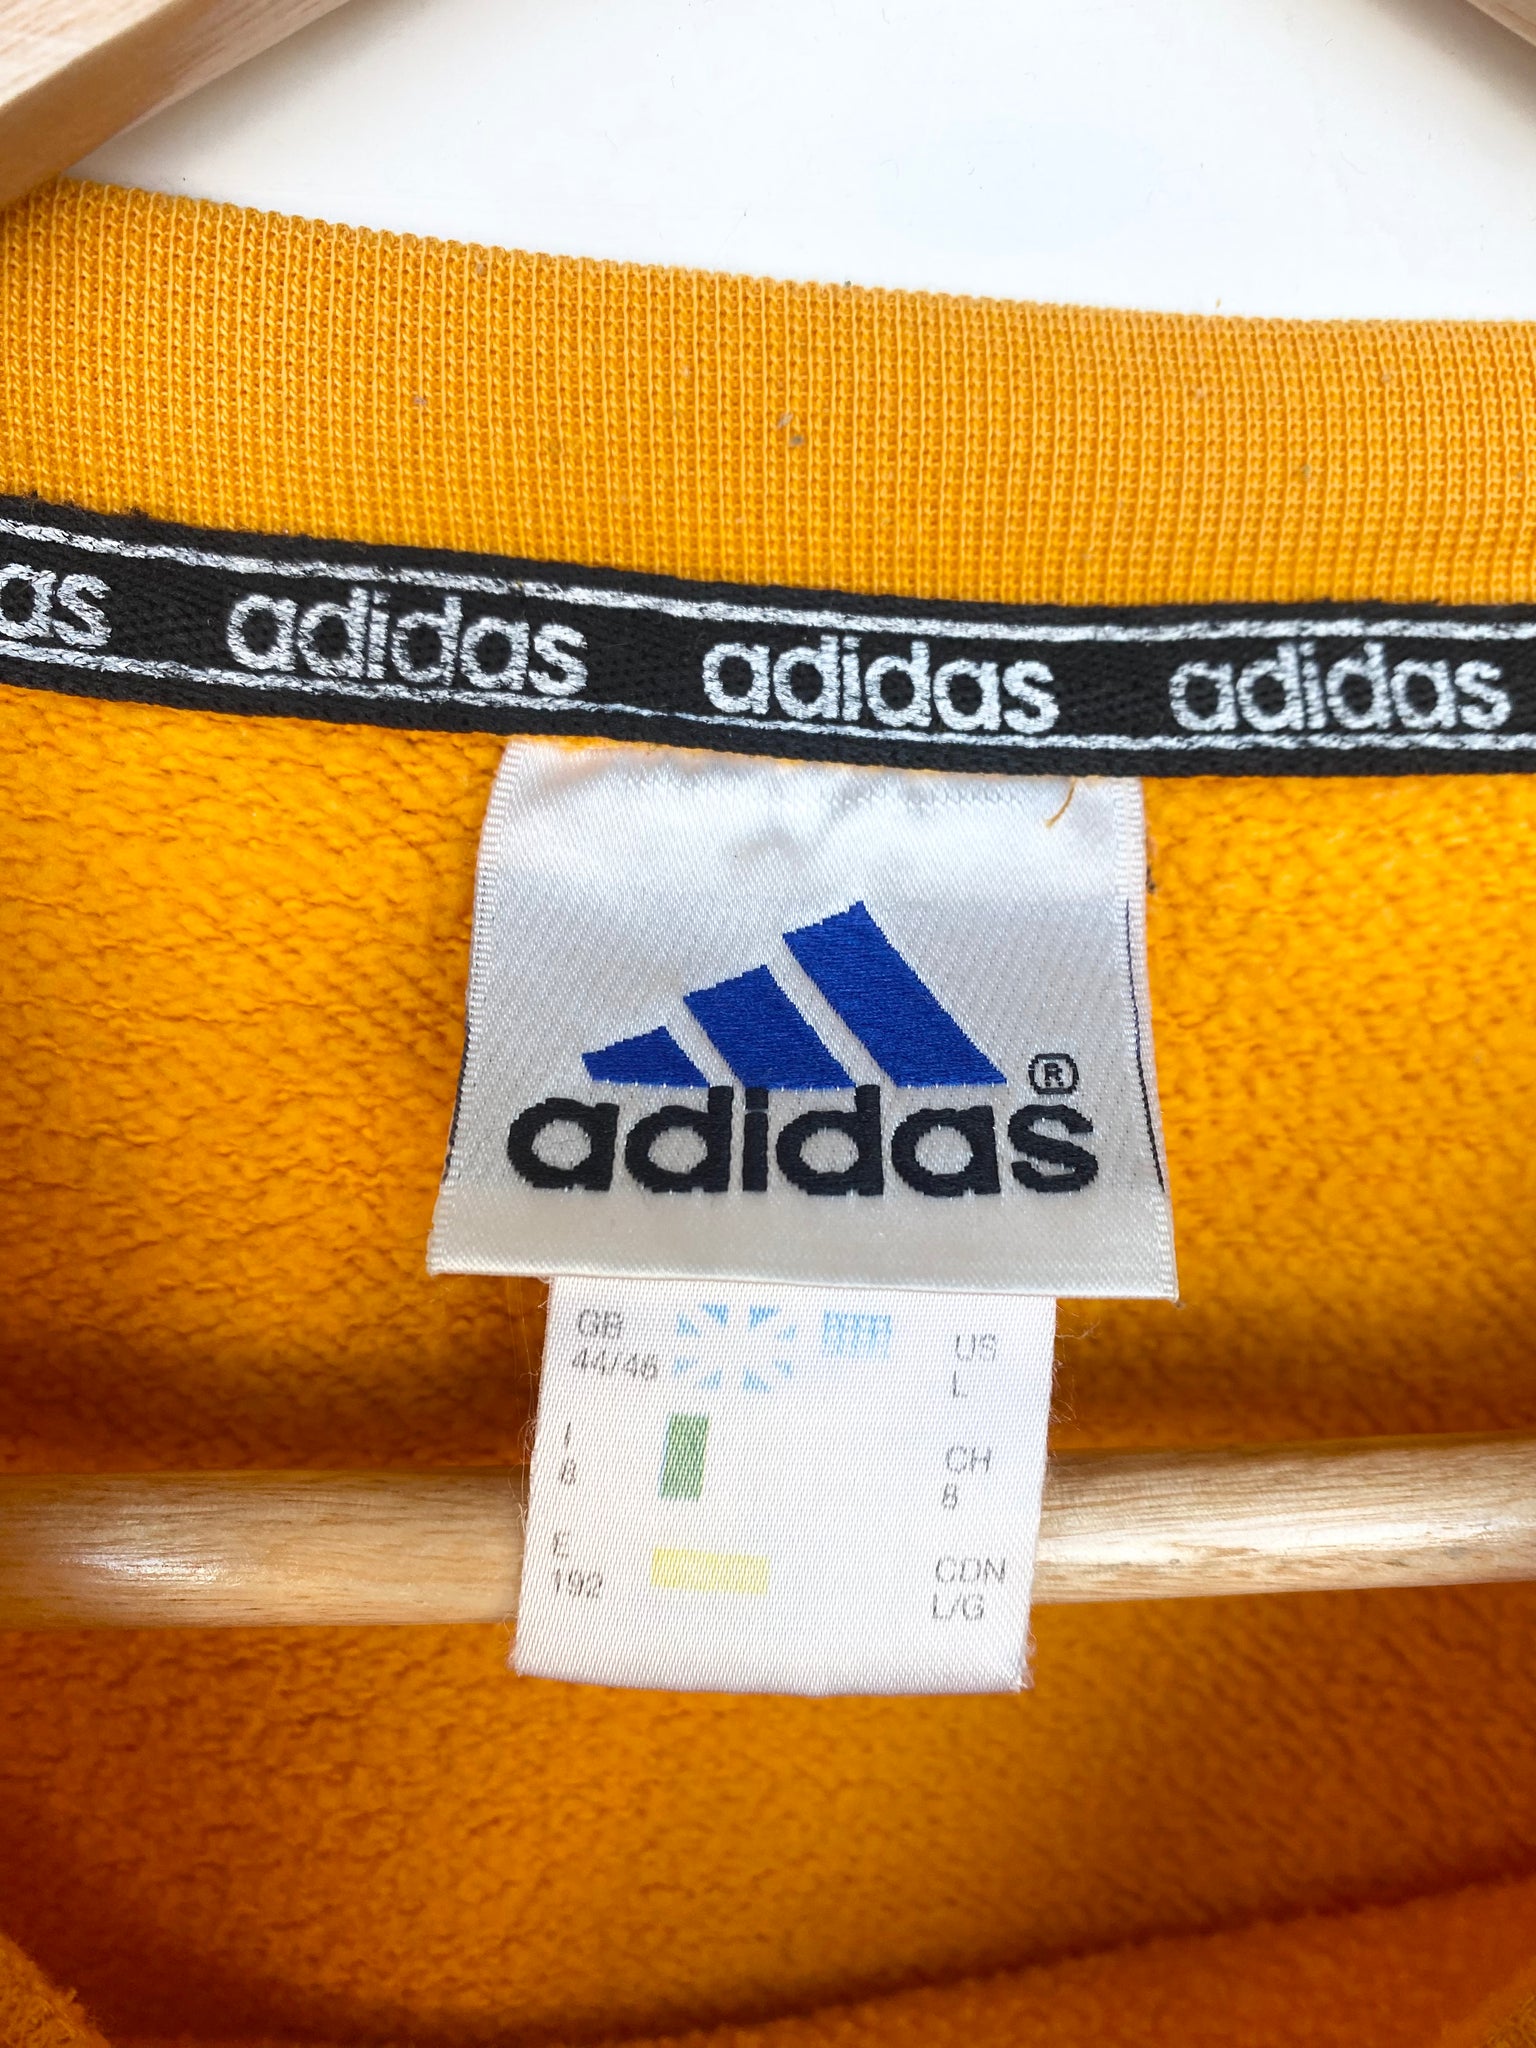 adidas adidas adidas adidas
adidas®
GB US
44/46 L
I CH
8 8
E CDN
192 L/G